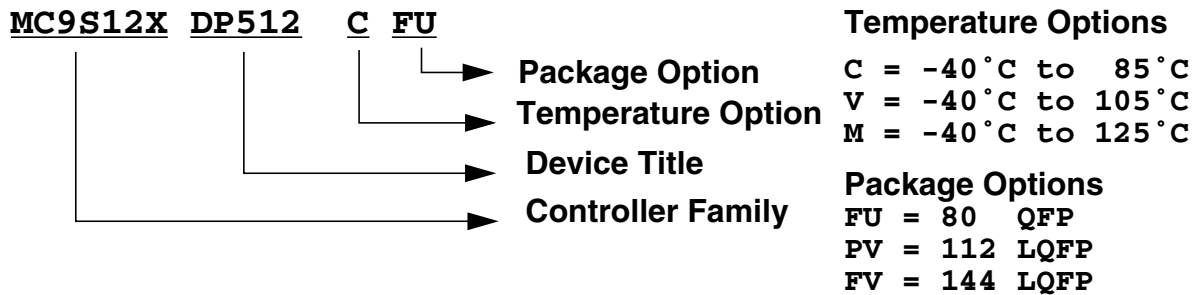 MC9S12X DP512 C FU
Package Option
Temperature Option
Device Title
Controller Family
Temperature Options
C = -40˚C to 85˚C
V = -40˚C to 105˚C
M = -40˚C to 125˚C
Package Options
FU = 80 QFP
PV = 112 LQFP
FV = 144 LQFP